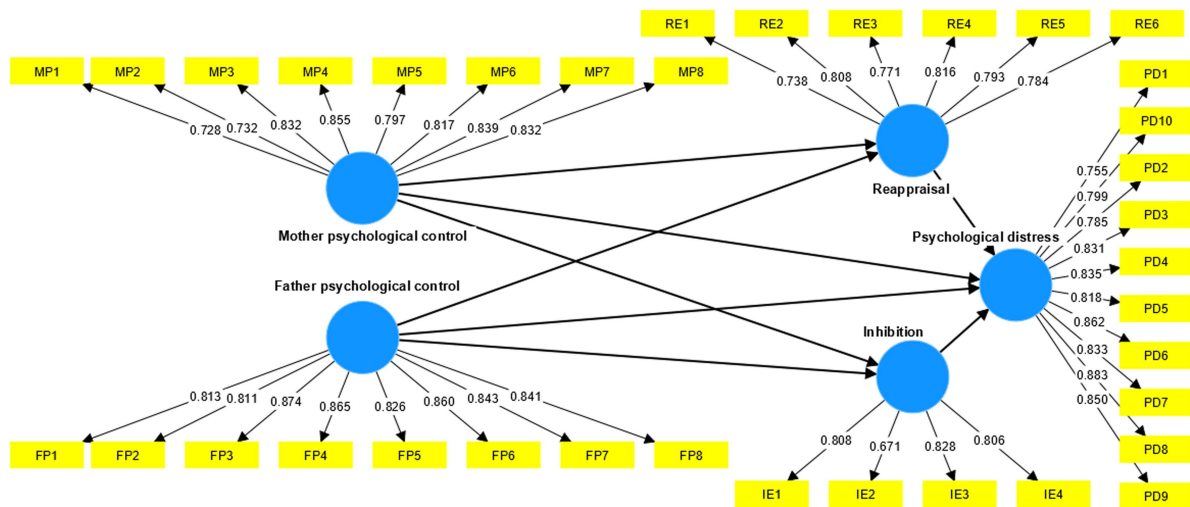 RE1 RE2 RE3 RE4 RE5 RE6
MP1 MP2 MP3 MP4 MP5 MP6 MP7 MP8
0.738 0.808 0.771 0.816 0.793 0.784
0.728 0.732 0.832 0.855 0.797 0.817 0.839 0.832
Reappraisal
Mother psychological control
Psychological distress
Father psychological control
Inhibition
PD1
PD10
PD2
PD3
PD4
PD5
PD6
PD7
PD8
PD9
0.755
0.799
0.785
0.831
0.835
0.818
0.862
0.833
0.883
0.850
0.813 0.811 0.874 0.865 0.826 0.860 0.843 0.841
FP1 FP2 FP3 FP4 FP5 FP6 FP7 FP8
0.808 0.671 0.828 0.806
IE1 IE2 IE3 IE4